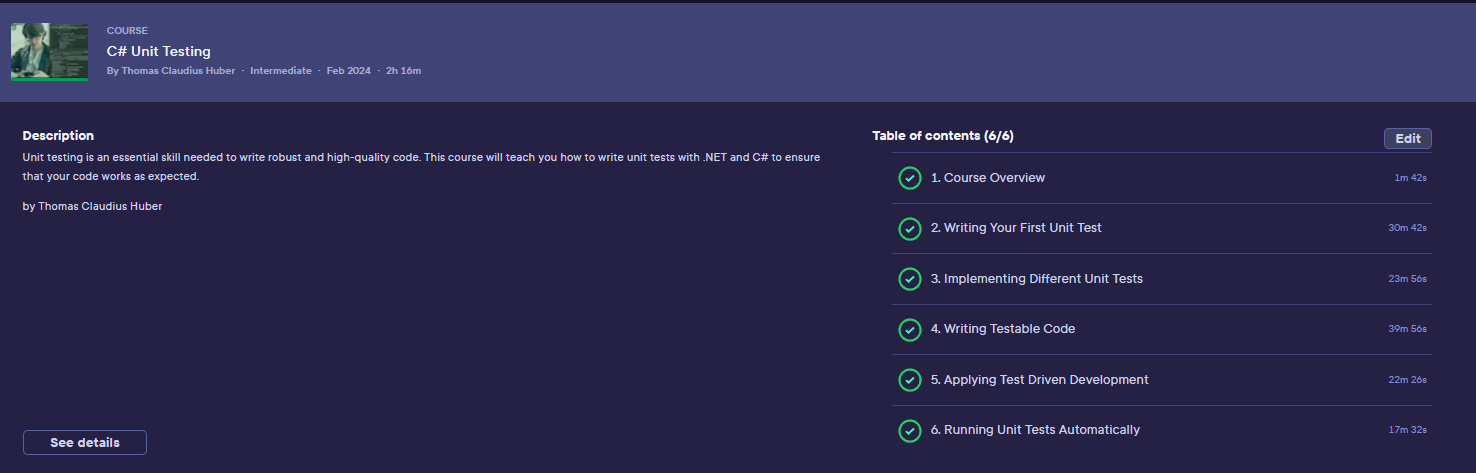 COURSE
C# Unit Testing
By Thomas Claudius Huber · Intermediate · Feb 2024 · 2h 16m
Description
Unit testing is an essential skill needed to write robust and high-quality code. This course will teach you how to write unit tests with .NET and C# to ensure
that your code works as expected.
by Thomas Claudius Huber
See details
Table of contents (6/6)
Edit
1. Course Overview 1m 42s
2. Writing Your First Unit Test 30m 42s
3. Implementing Different Unit Tests 23m 56s
4. Writing Testable Code 39m 56s
5. Applying Test Driven Development 22m 26s
6. Running Unit Tests Automatically 17m 32s